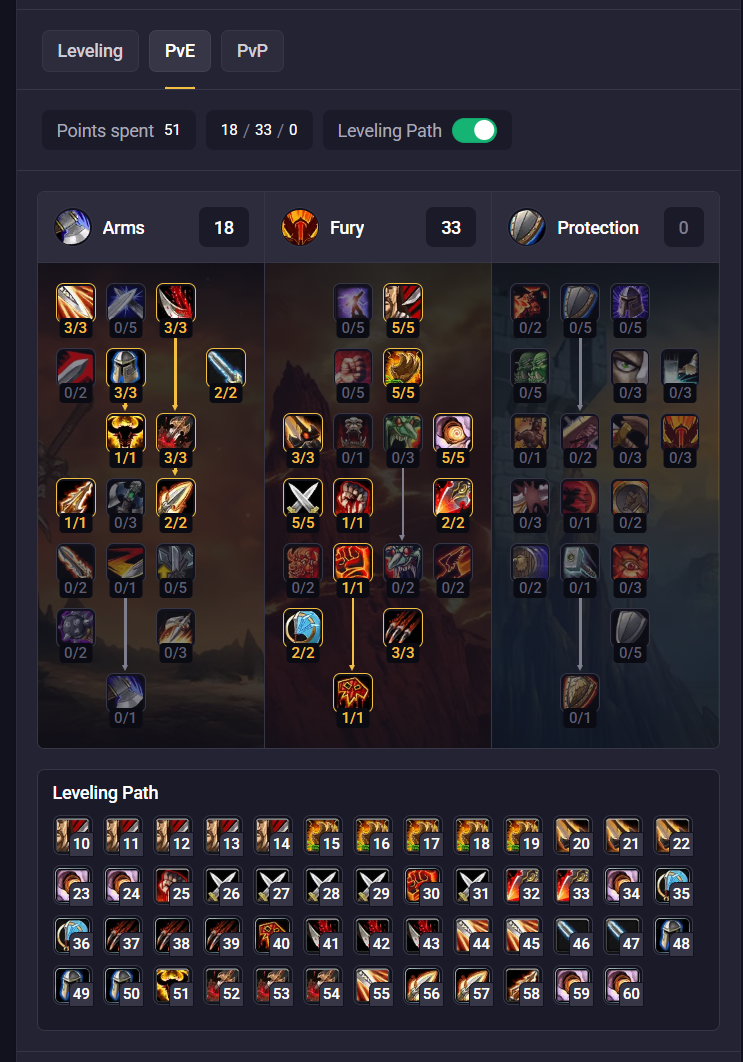 Leveling PvE PvP
Points spent 51 18 / 33 / 0 Leveling Path
Arms 18 Fury 33 Protection 0
3/3 0/5 3/3 0/5 5/5 0/2 0/5 0/5
0/2 3/3 2/2 0/5 5/5 0/5 0/3 0/3
1/1 3/3 3/3 0/1 0/3 5/5 0/1 0/2 0/3 0/3
1/1 0/3 2/2 5/5 1/1 2/2 0/3 0/1 0/2
0/2 0/1 0/5 0/2 1/1 0/2 0/2 0/2 0/1 0/3
0/2 0/3 2/2 3/3 0/5
0/1 1/1 0/1
Leveling Path
10 11 12 13 14 15 16 17 18 19 20 21 22
23 24 25 26 27 28 29 30 31 32 33 34 35
36 37 38 39 40 41 42 43 44 45 46 47 48
49 50 51 52 53 54 55 56 57 58 59 60